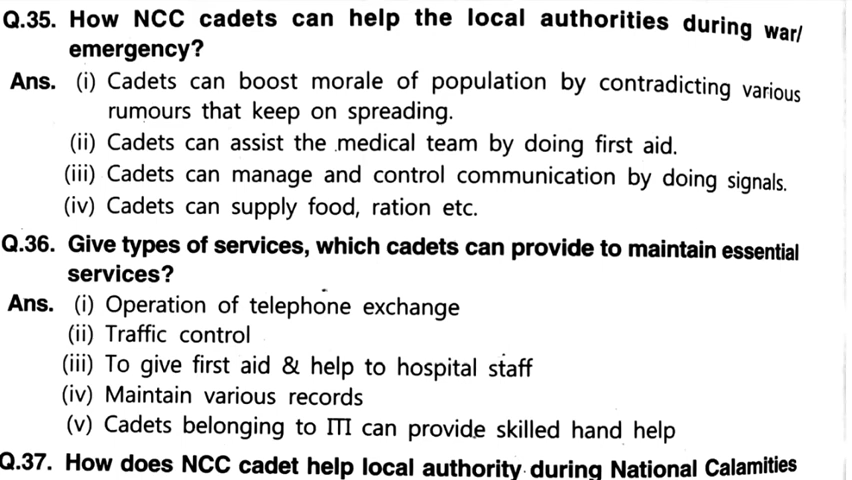 Q.35. How NCC cadets can help the local authorities during war/
emergency?
Ans. (i) Cadets can boost morale of population by contradicting various
rumours that keep on spreading.
(ii) Cadets can assist the medical team by doing first aid.
(iii) Cadets can manage and control communication by doing signals.
(iv) Cadets can supply food, ration etc.
Q.36. Give types of services, which cadets can provide to maintain essential
services?
Ans. (i) Operation of telephone exchange
(ii) Traffic control
(iii) To give first aid & help to hospital staff
(iv) Maintain various records
(v) Cadets belonging to ITI can provide skilled hand help
Q.37. How does NCC cadet help local authority during National Calamities